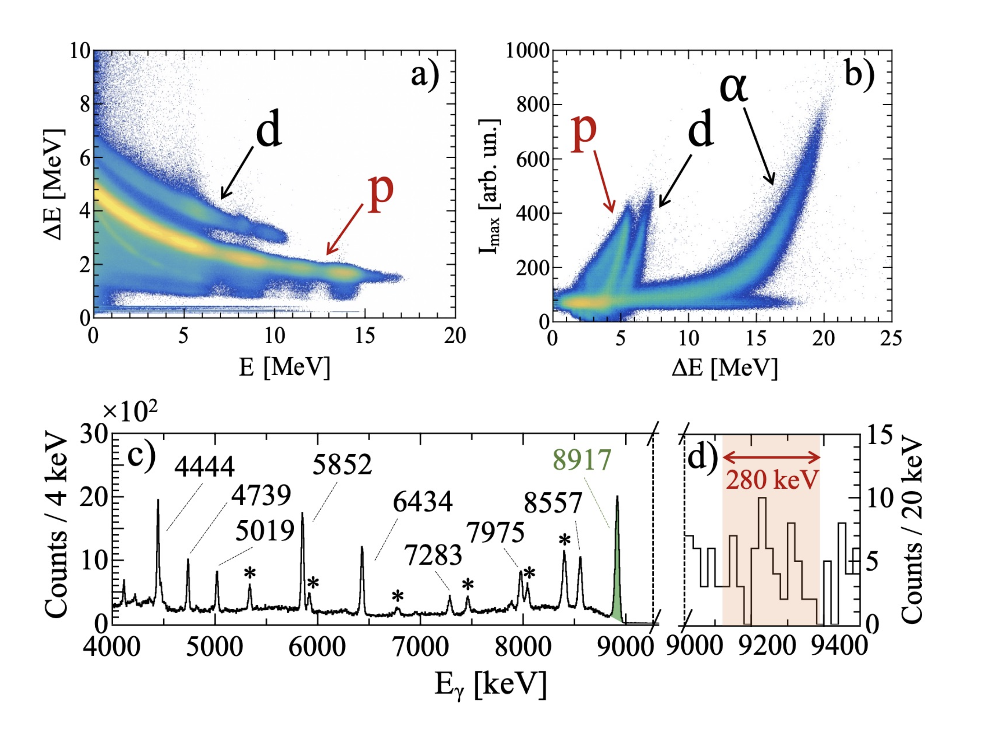 10
8
6
4
2
0
ΔE [MeV]
a)
d
p
0 5 10 15 20
E [MeV]
1000
800
600
400
200
0
I_max [arb. un.]
b)
α
p
d
0 5 10 15 20 25
ΔE [MeV]
×10²
30
20
10
0
Counts / 4 keV
c)
4444
4739
5019
*
5852
*
6434
*
7283
*
7975
*
*
8557
8917
4000 5000 6000 7000 8000 9000
d)
280 keV
15
10
5
0
Counts / 20 keV
9000 9200 9400
E_γ [keV]